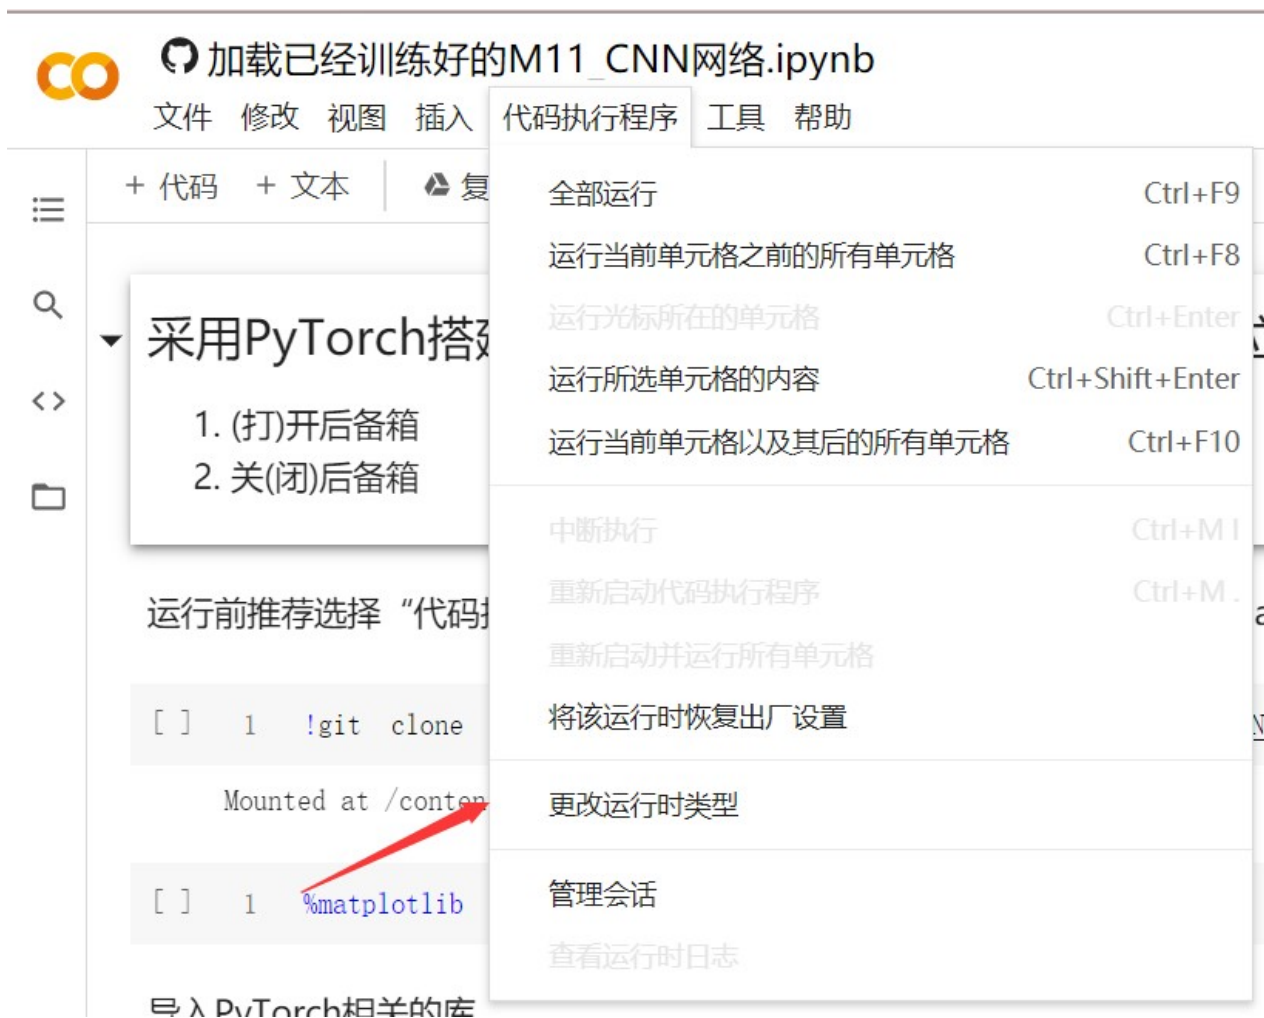 加载已经训练好的M11_CNN网络.ipynb
文件 修改 视图 插入 代码执行程序 工具 帮助
+ 代码 + 文本 复
全部运行 Ctrl+F9
运行当前单元格之前的所有单元格 Ctrl+F8
运行光标所在的单元格 Ctrl+Enter
运行所选单元格的内容 Ctrl+Shift+Enter
运行当前单元格以及其后的所有单元格 Ctrl+F10
中断执行 Ctrl+M I
重新启动代码执行程序 Ctrl+M .
重新启动并运行所有单元格
将该运行时恢复出厂设置
更改运行时类型
管理会话
查看运行时日志
采用PyTorch搭建
1. (打)开后备箱
2. 关(闭)后备箱
运行前推荐选择“代码
[ ] 1 !git clone
Mounted at /conten
[ ] 1 %matplotlib
导入PyTorch相关的库